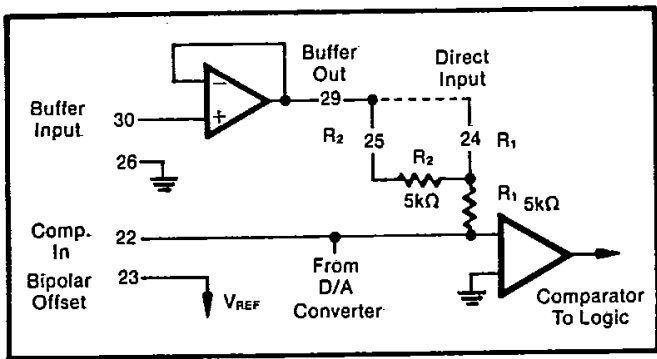 Buffer
Out
Direct
Input
Buffer
Input
30
29
−
+
26
R2
25
24
R1
R2
5kΩ
R1
5kΩ
Comp.
In
22
Bipolar
Offset
23
VREF
From
D/A
Converter
Comparator
To Logic